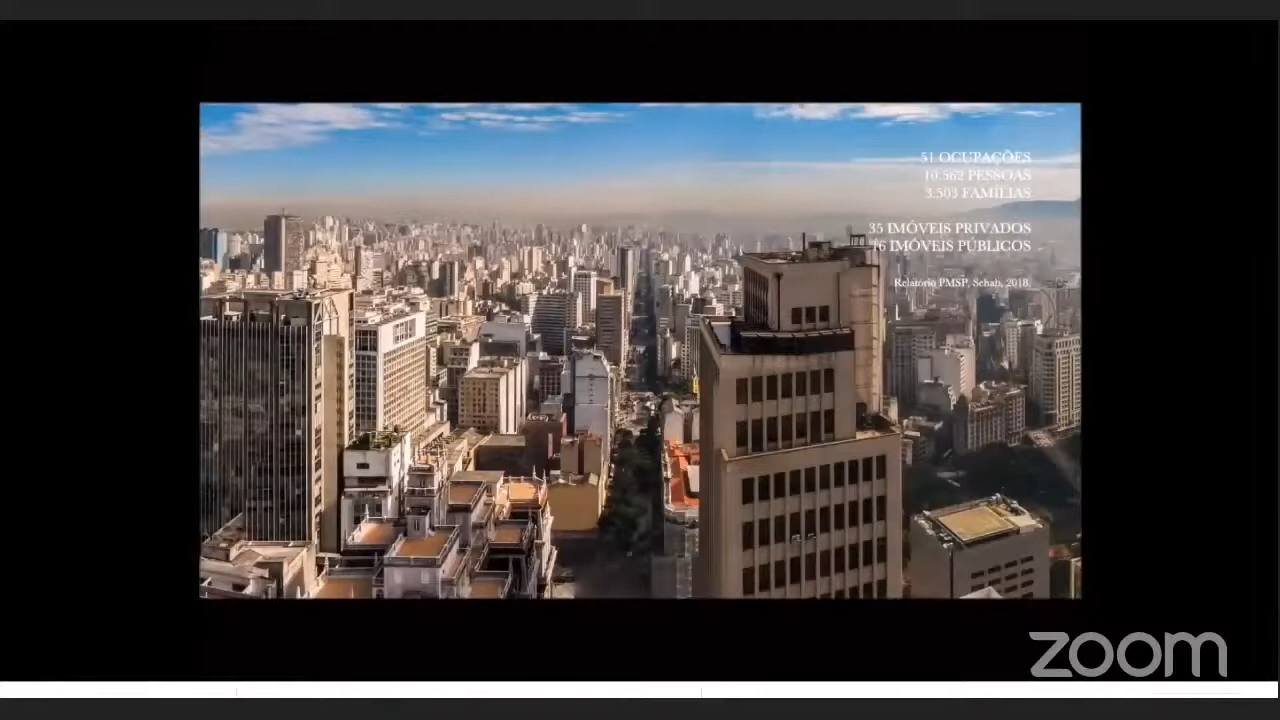 51 OCUPAÇÕES
10.562 PESSOAS
3.503 FAMÍLIAS
35 IMÓVEIS PRIVADOS
16 IMÓVEIS PÚBLICOS
Relatório PMSP, Sehab, 2018.
zoom